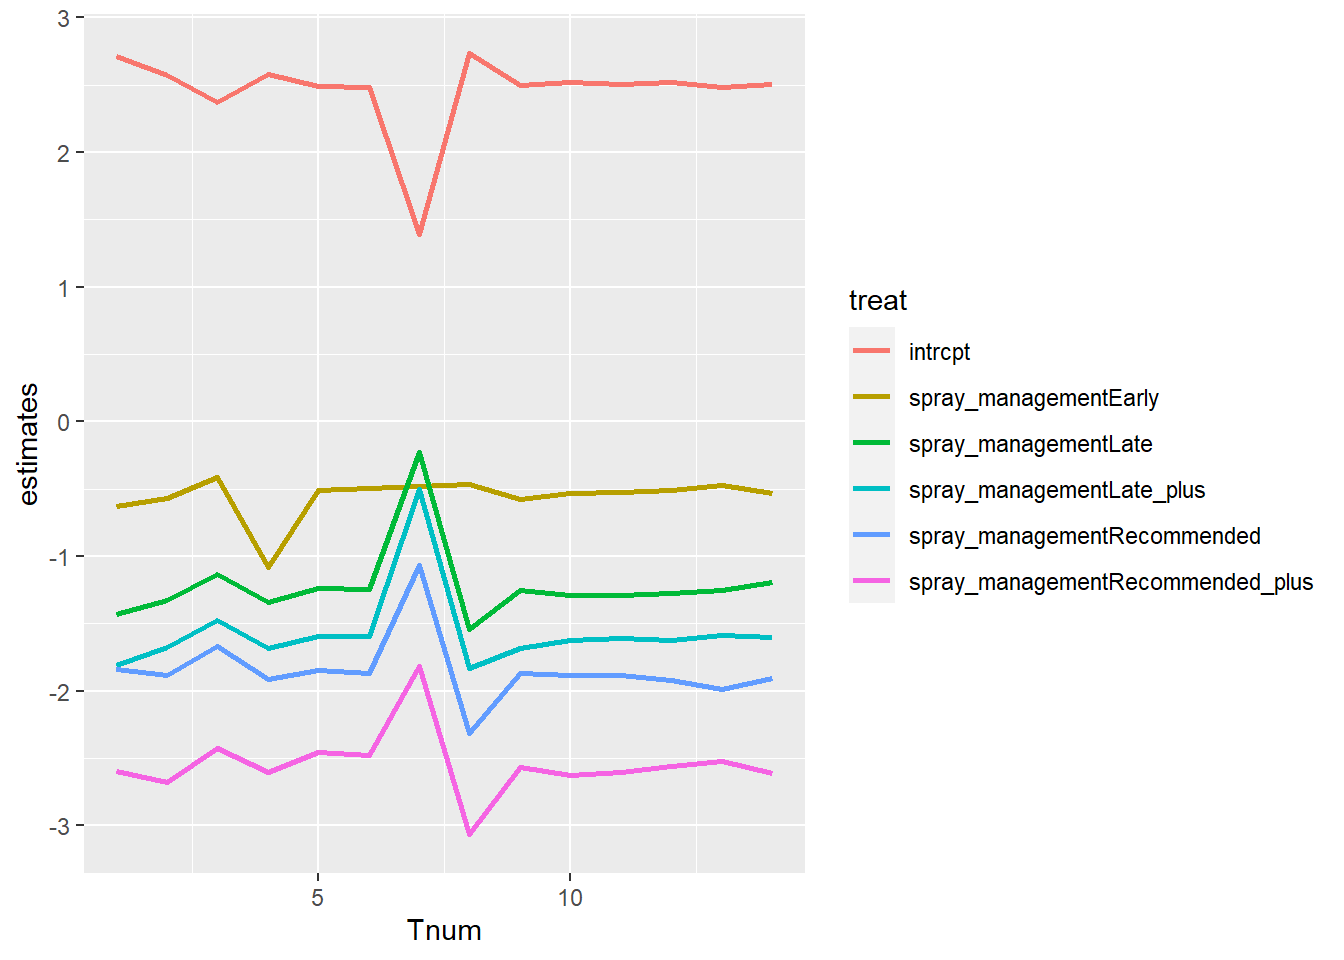 3
2
1
0
-1
-2
-3
estimates
5
10
Tnum
treat
intrcpt
spray_managementEarly
spray_managementLate
spray_managementLate_plus
spray_managementRecommended
spray_managementRecommended_plus